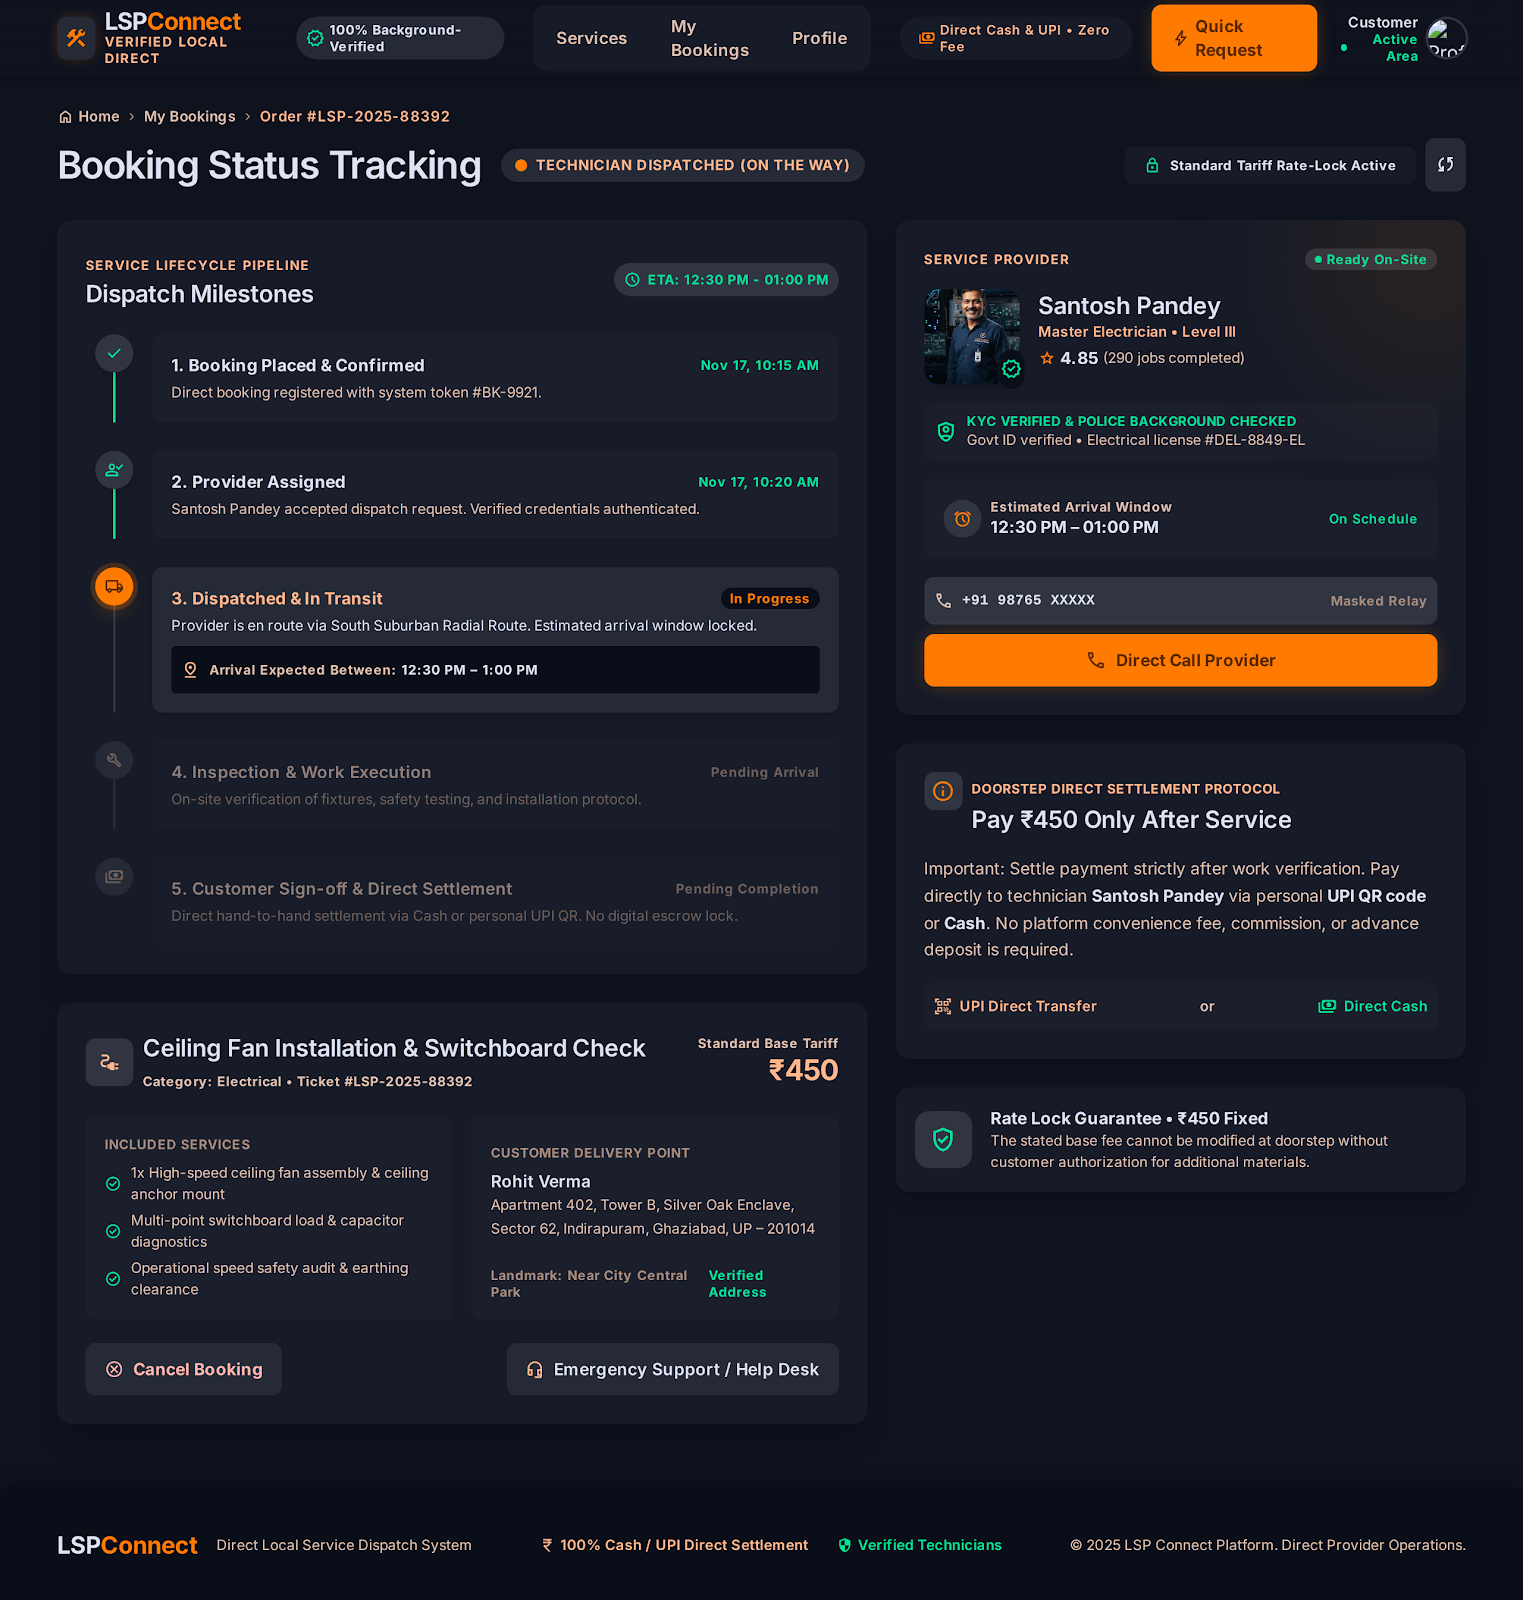 LSPConnect
VERIFIED LOCAL
DIRECT
100% Background-
Verified
Services
My
Bookings
Profile
Direct Cash & UPI • Zero
Fee
Quick
Request
Customer
Active
Area
Home › My Bookings › Order #LSP-2025-88392
Booking Status Tracking
TECHNICIAN DISPATCHED (ON THE WAY)
Standard Tariff Rate-Lock Active
SERVICE LIFECYCLE PIPELINE
Dispatch Milestones
ETA: 12:30 PM - 01:00 PM
1. Booking Placed & Confirmed
Nov 17, 10:15 AM
Direct booking registered with system token #BK-9921.
2. Provider Assigned
Nov 17, 10:20 AM
Santosh Pandey accepted dispatch request. Verified credentials authenticated.
3. Dispatched & In Transit
In Progress
Provider is en route via South Suburban Radial Route. Estimated arrival window locked.
Arrival Expected Between: 12:30 PM – 1:00 PM
4. Inspection & Work Execution
Pending Arrival
On-site verification of fixtures, safety testing, and installation protocol.
5. Customer Sign-off & Direct Settlement
Pending Completion
Direct hand-to-hand settlement via Cash or personal UPI QR. No digital escrow lock.
Ceiling Fan Installation & Switchboard Check
Category: Electrical • Ticket #LSP-2025-88392
Standard Base Tariff
₹450
INCLUDED SERVICES
1x High-speed ceiling fan assembly & ceiling
anchor mount
Multi-point switchboard load & capacitor
diagnostics
Operational speed safety audit & earthing
clearance
CUSTOMER DELIVERY POINT
Rohit Verma
Apartment 402, Tower B, Silver Oak Enclave,
Sector 62, Indirapuram, Ghaziabad, UP – 201014
Landmark: Near City Central
Park
Verified
Address
Cancel Booking
Emergency Support / Help Desk
SERVICE PROVIDER
Ready On-Site
Santosh Pandey
Master Electrician • Level III
4.85 (290 jobs completed)
KYC VERIFIED & POLICE BACKGROUND CHECKED
Govt ID verified • Electrical license #DEL-8849-EL
Estimated Arrival Window
12:30 PM – 01:00 PM
On Schedule
+91 98765 XXXXX
Masked Relay
Direct Call Provider
DOORSTEP DIRECT SETTLEMENT PROTOCOL
Pay ₹450 Only After Service
Important: Settle payment strictly after work verification. Pay
directly to technician Santosh Pandey via personal UPI QR code
or Cash. No platform convenience fee, commission, or advance
deposit is required.
UPI Direct Transfer
or
Direct Cash
Rate Lock Guarantee • ₹450 Fixed
The stated base fee cannot be modified at doorstep without
customer authorization for additional materials.
LSPConnect
Direct Local Service Dispatch System
₹ 100% Cash / UPI Direct Settlement
Verified Technicians
© 2025 LSP Connect Platform. Direct Provider Operations.